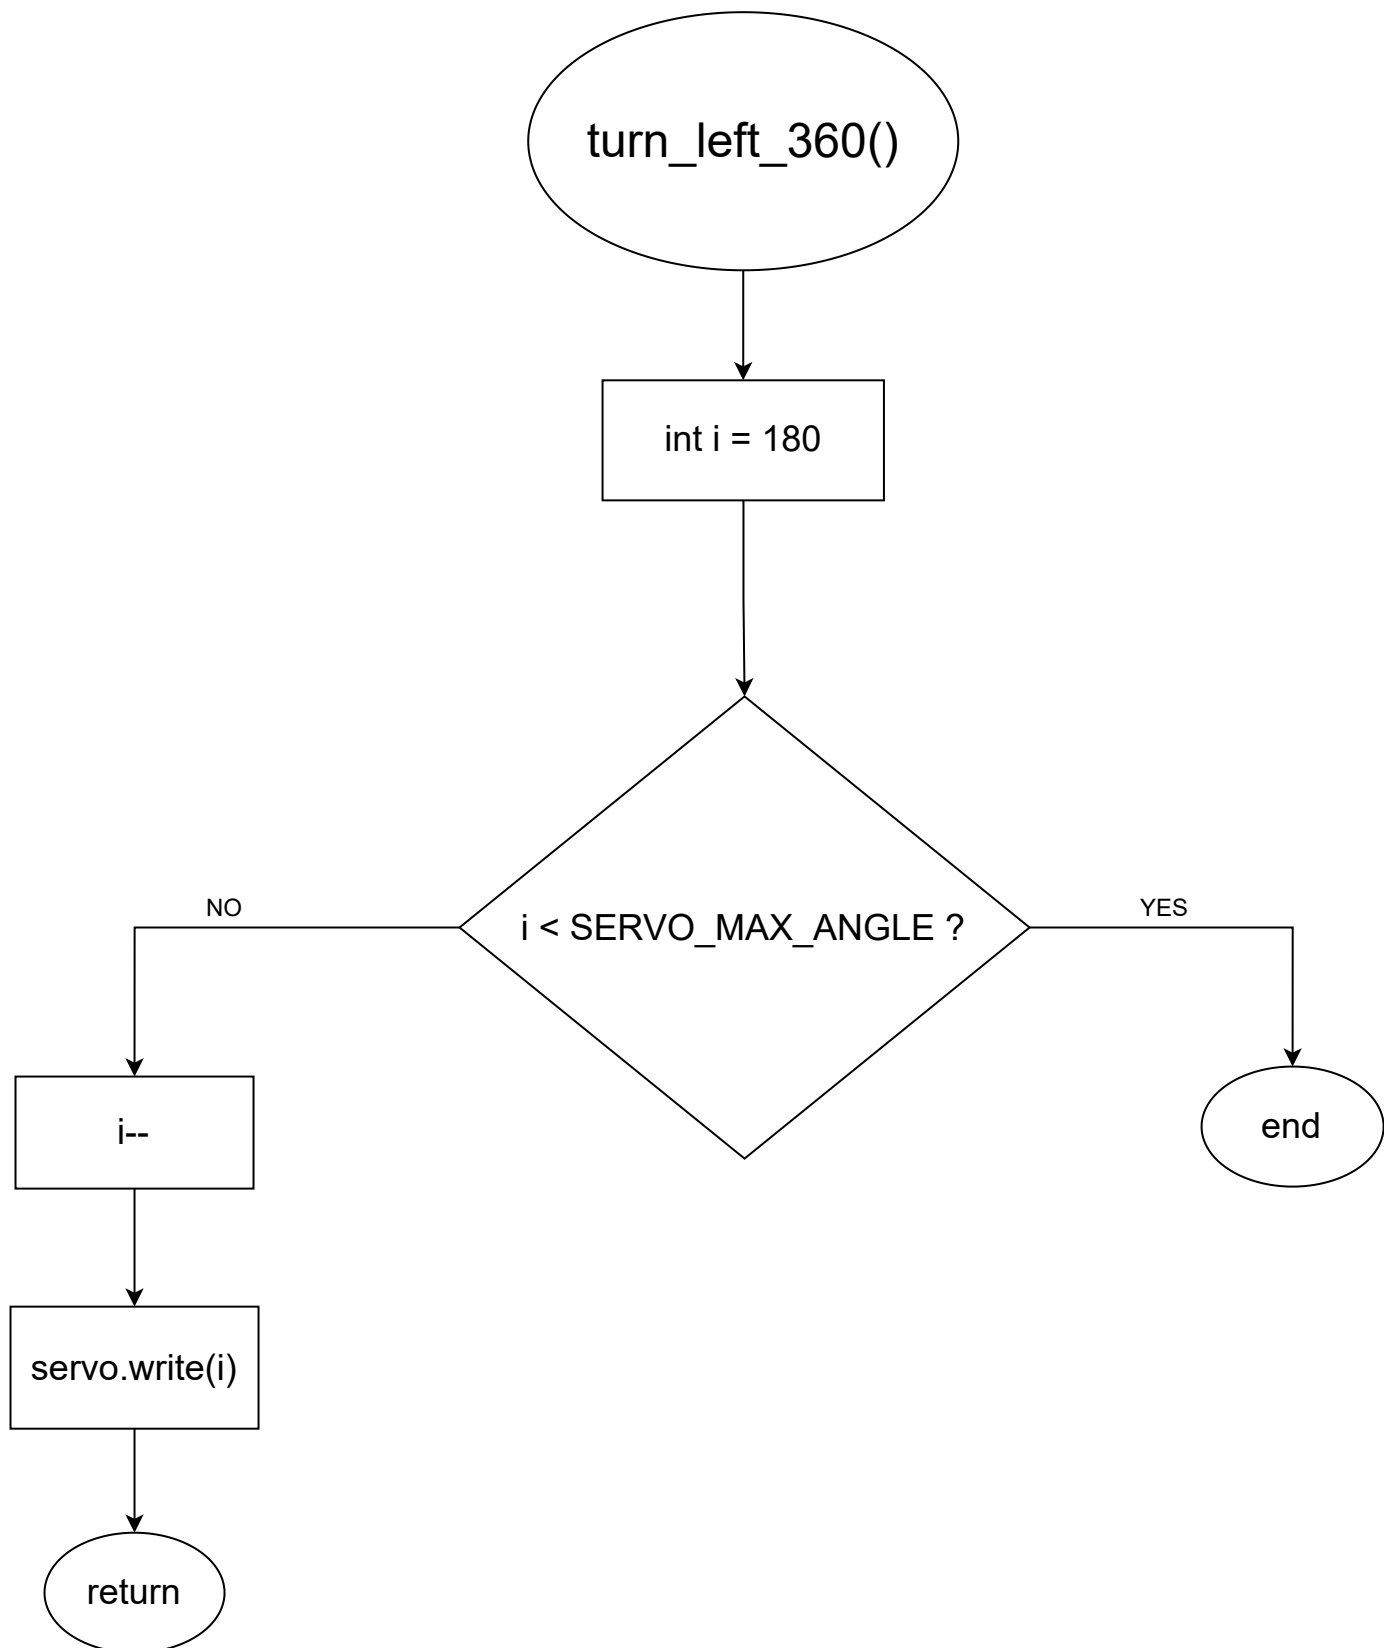 turn_left_360()
int i = 180
i < SERVO_MAX_ANGLE ?
NO
YES
i--
end
servo.write(i)
return